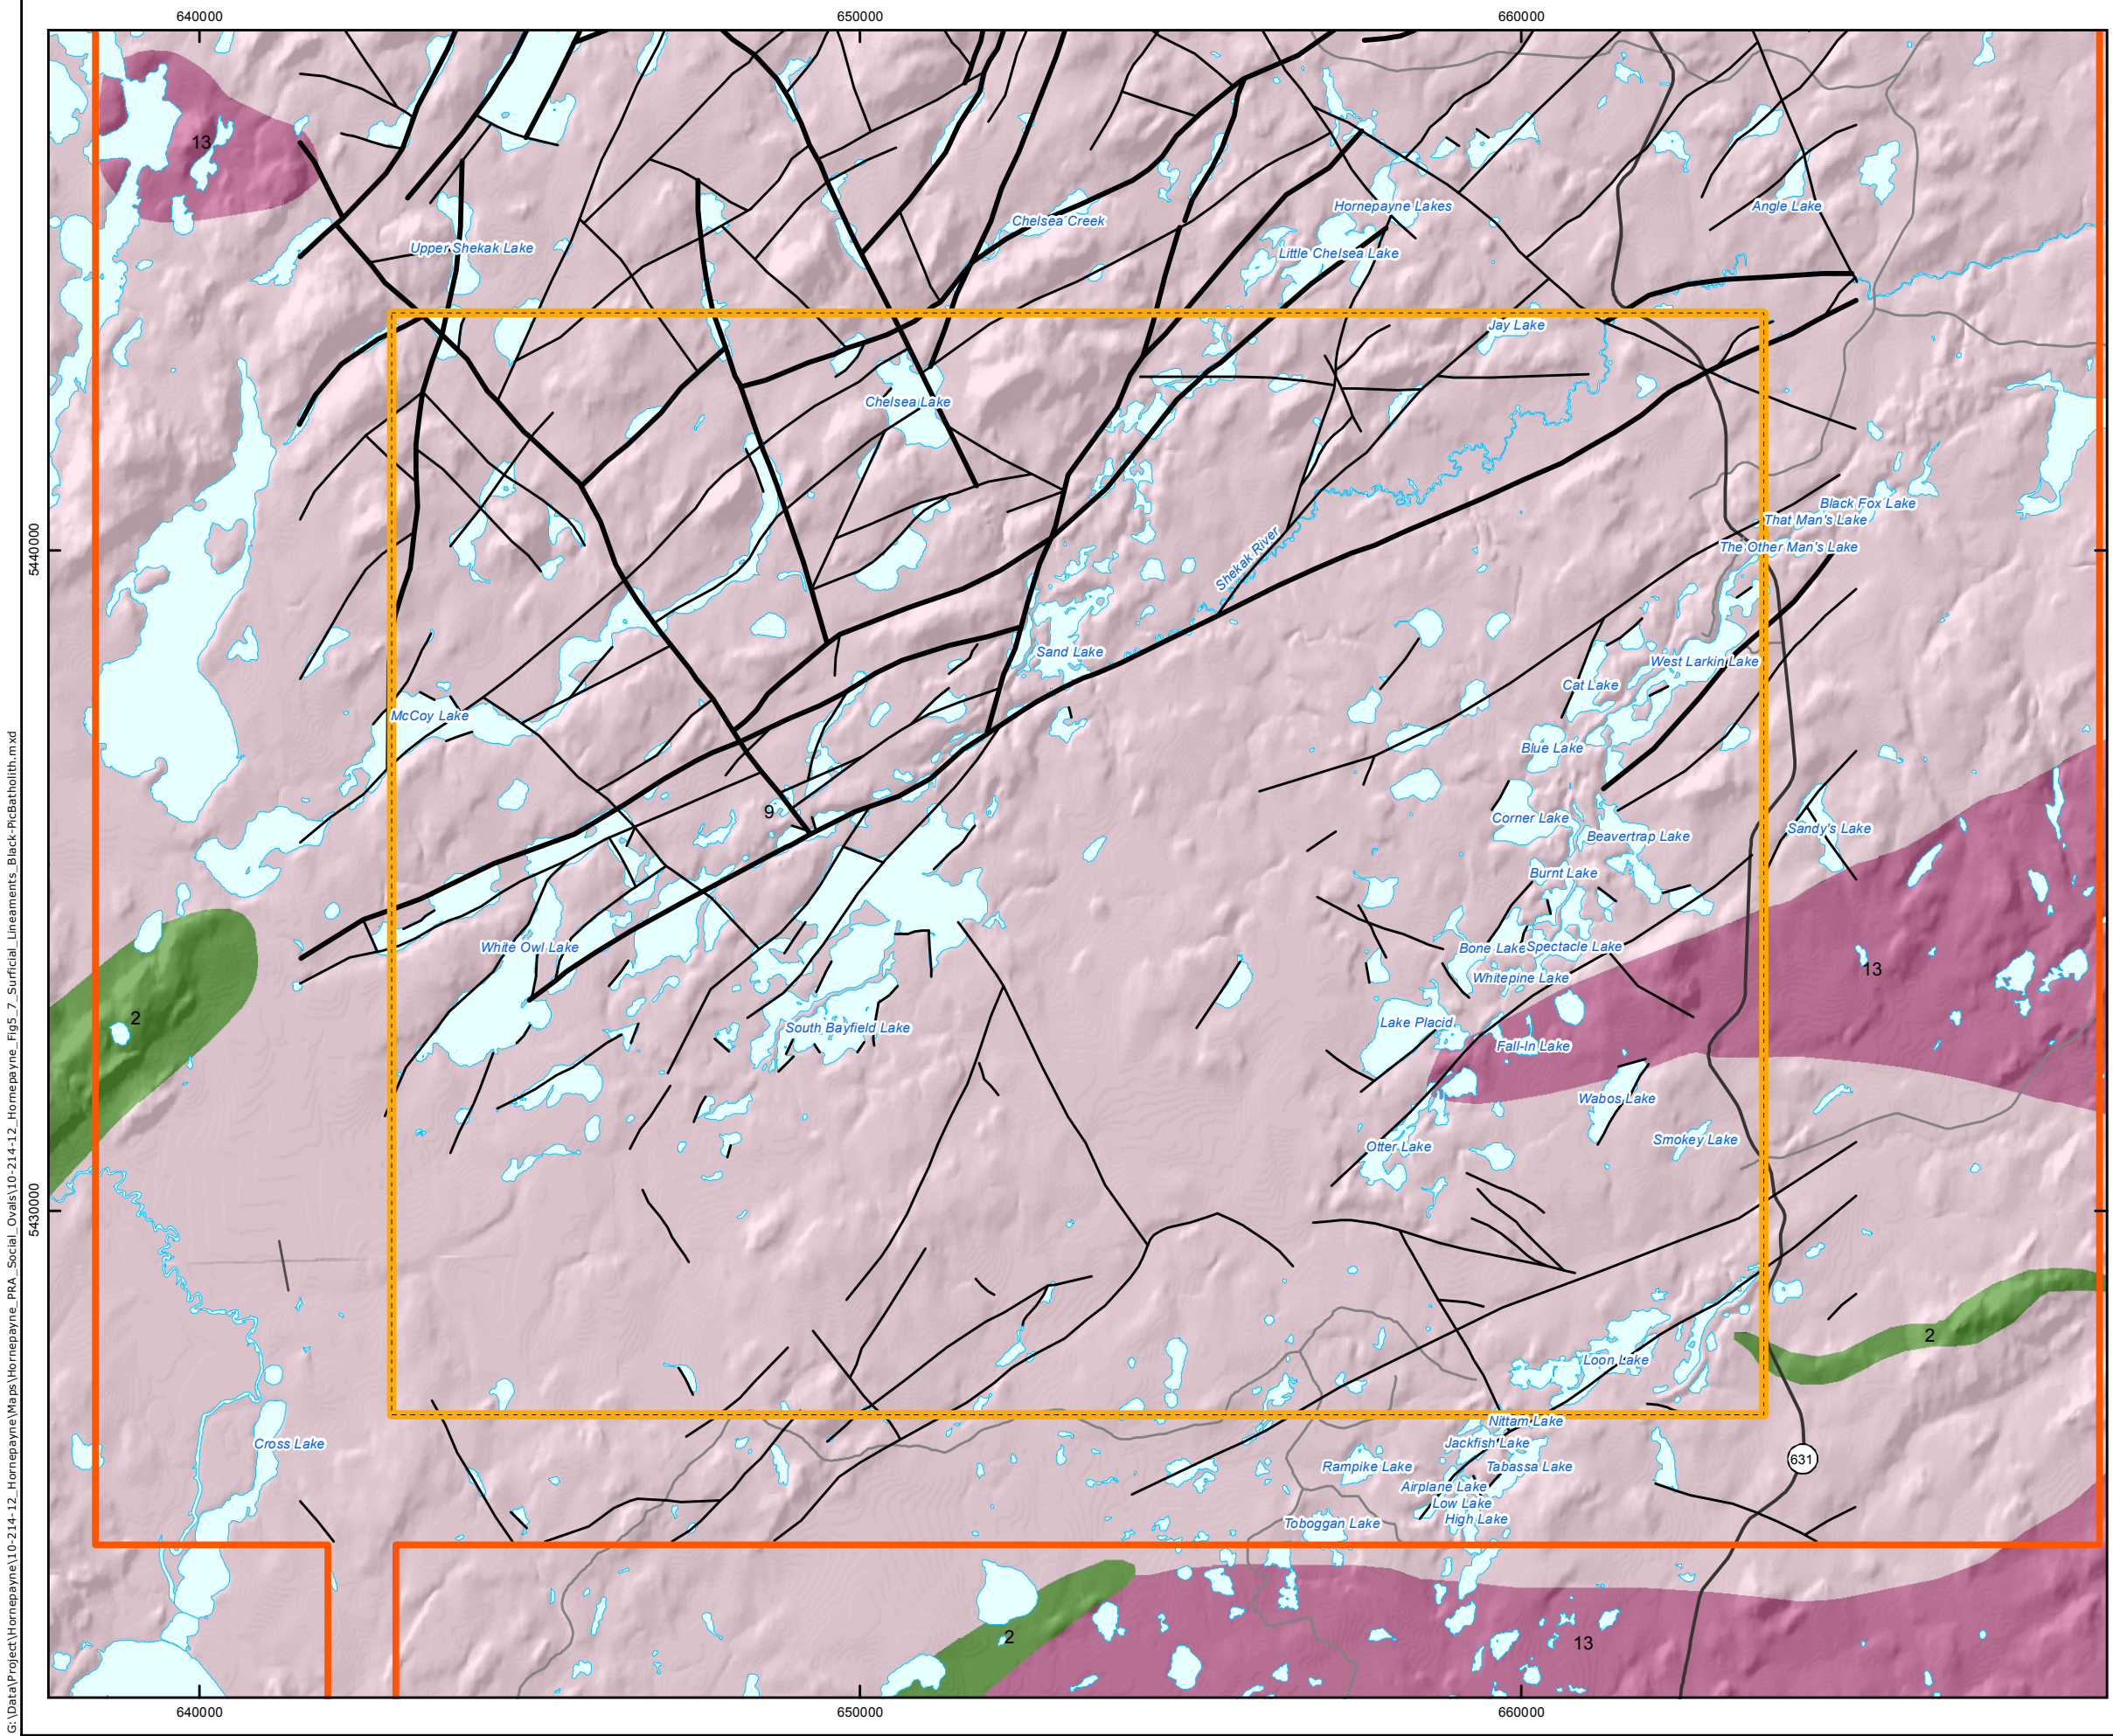 640000
650000
660000
13
Chelsea Creek
Hornepayne Lakes
Angle Lake
Upper Shekak Lake
Little Chelsea Lake
Jay Lake
Chelsea Lake
Black Fox Lake
That Man's Lake
5440000
The Other Man's Lake
Shekak River
Sand Lake
West Larkin Lake
Cat Lake
McCoy Lake
Blue Lake
9
Corner Lake
Beavertrap Lake
Sandy's Lake
Burnt Lake
White Owl Lake
Bone Lake
Spectacle Lake
13
Whitepine Lake
2
South Bayfield Lake
Lake Placid
Fall-In Lake
Wabos Lake
Smokey Lake
Otter Lake
5430000
2
Loon Lake
Nittam Lake
Cross Lake
Jackfish Lake
631
Rampike Lake
Tabassa Lake
Airplane Lake
Low Lake
High Lake
Toboggan Lake
2
13
640000
650000
660000
G:\Data\Project\Hornepayne\10-214-12_Hornepayne\Maps\Hornepayne_PRA_Social_Ovals\10-214-12_Hornepayne_Fig5_7_Surficial_Lineaments_Black-PicBatholith.mxd